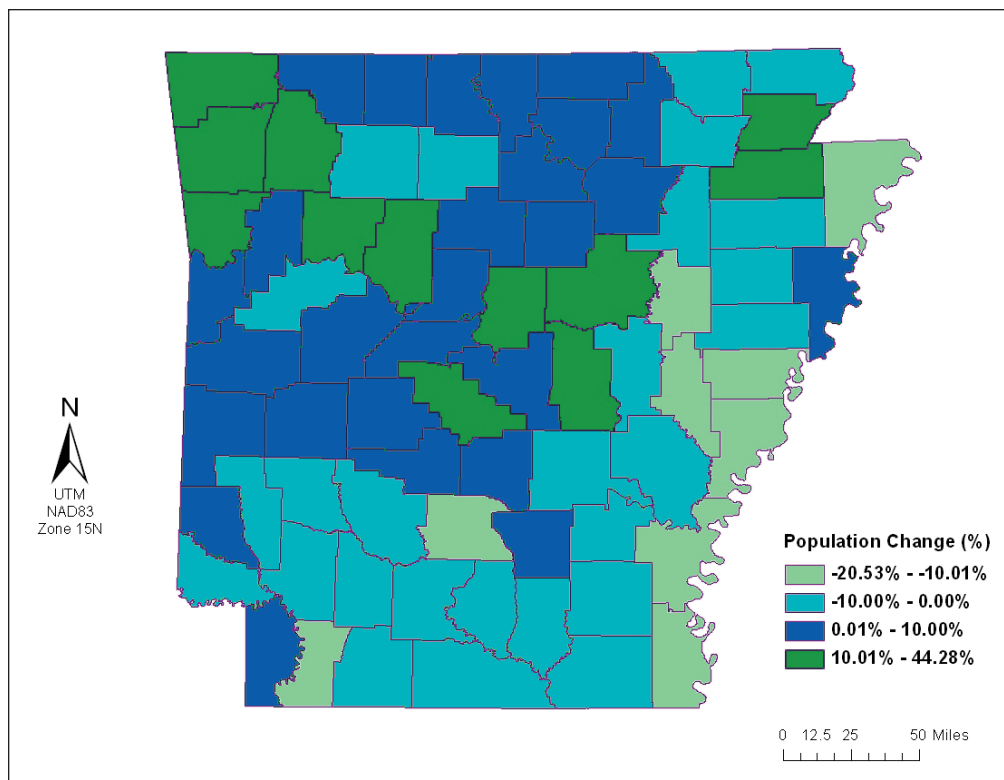 N
UTM
NAD83
Zone 15N
Population Change (%)
-20.53% - -10.01%
-10.00% - 0.00%
0.01% - 10.00%
10.01% - 44.28%
0 12.5 25 50 Miles